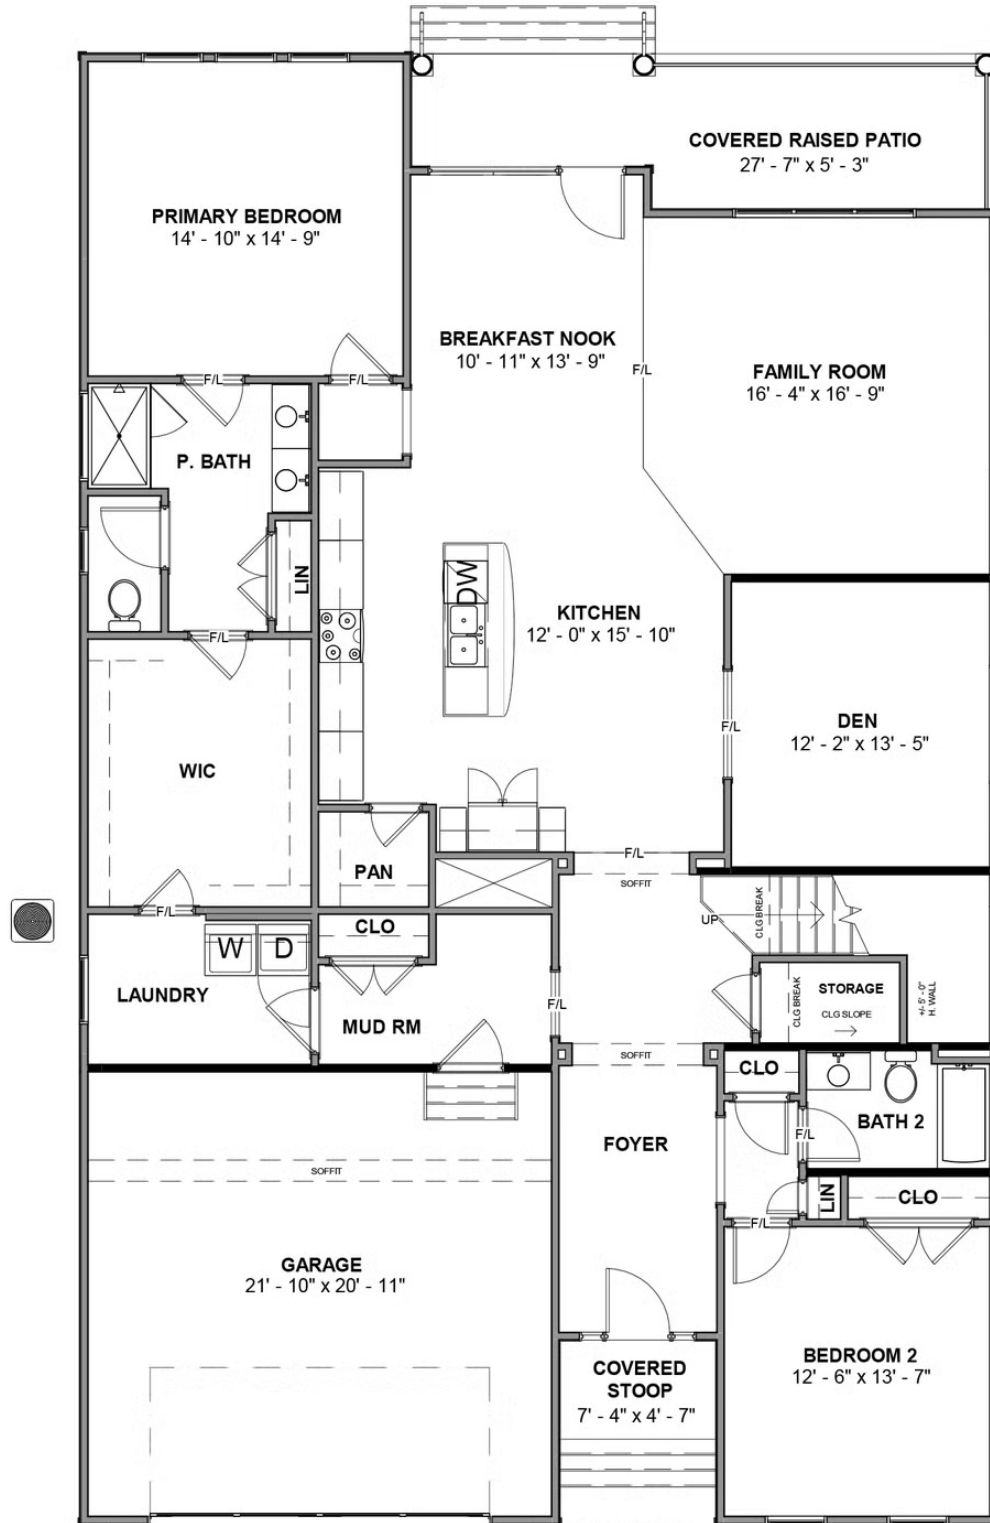 COVERED RAISED PATIO
27' - 7" x 5' - 3"
PRIMARY BEDROOM
14' - 10" x 14' - 9"
BREAKFAST NOOK
10' - 11" x 13' - 9"
F/L
FAMILY ROOM
16' - 4" x 16' - 9"
F/L
F/L
P. BATH
LIN
DW
KITCHEN
12' - 0" x 15' - 10"
F/L
DEN
12' - 2" x 13' - 5"
F/L
WIC
PAN
F/L
SOFFIT
F/L
CLO
UP
CLG BREAK
W
D
LAUNDRY
MUD RM
F/L
STORAGE
CLG BREAK
CLG SLOPE
+/- 5' - 0"
H. WALL
SOFFIT
CLO
BATH 2
F/L
FOYER
SOFFIT
LIN
CLO
F/L
GARAGE
21' - 10" x 20' - 11"
COVERED
STOOP
7' - 4" x 4' - 7"
BEDROOM 2
12' - 6" x 13' - 7"